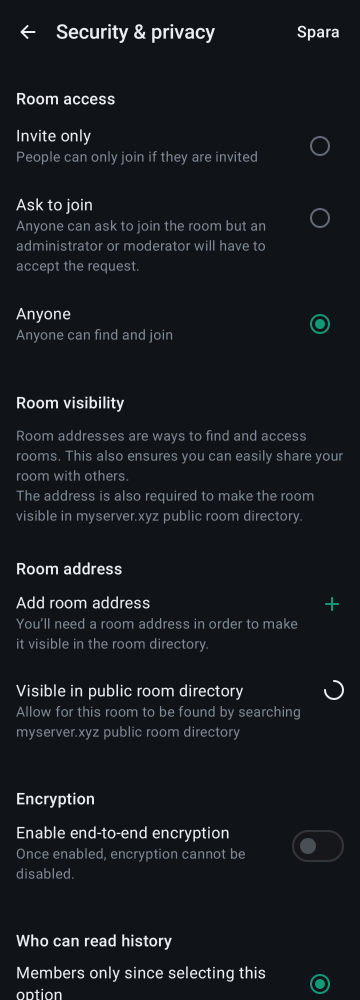 Security & privacy
Spara
Room access
Invite only
People can only join if they are invited
Ask to join
Anyone can ask to join the room but an
administrator or moderator will have to
accept the request.
Anyone
Anyone can find and join
Room visibility
Room addresses are ways to find and access
rooms. This also ensures you can easily share your
room with others.
The address is also required to make the room
visible in myserver.xyz public room directory.
Room address
Add room address
You’ll need a room address in order to make
it visible in the room directory.
Visible in public room directory
Allow for this room to be found by searching
myserver.xyz public room directory
Encryption
Enable end-to-end encryption
Once enabled, encryption cannot be
disabled.
Who can read history
Members only since selecting this
option